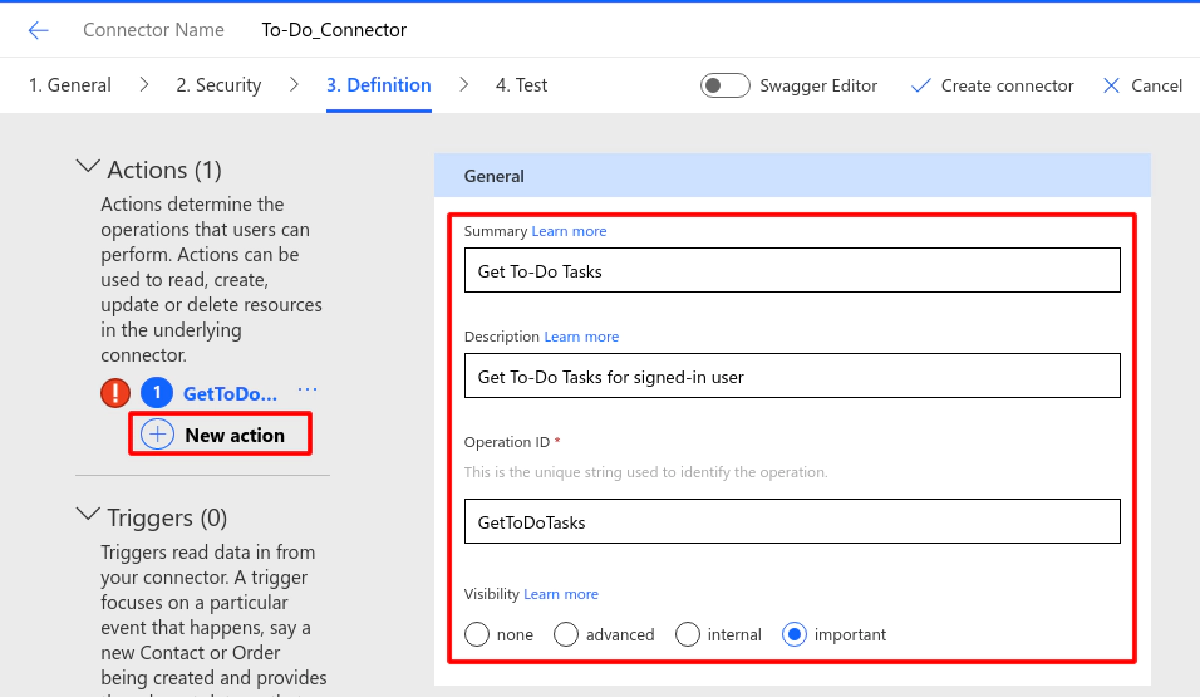 Connector Name To-Do_Connector
1. General 2. Security 3. Definition 4. Test Swagger Editor Create connector Cancel
Actions (1)
Actions determine the
operations that users can
perform. Actions can be
used to read, create,
update or delete resources
in the underlying
connector.
! 1 GetToDo... ...
New action
Triggers (0)
Triggers read data in from
your connector. A trigger
focuses on a particular
event that happens, say a
new Contact or Order
being created and provides
General
Summary Learn more
Get To-Do Tasks
Description Learn more
Get To-Do Tasks for signed-in user
Operation ID *
This is the unique string used to identify the operation.
GetToDoTasks
Visibility Learn more
none advanced internal important